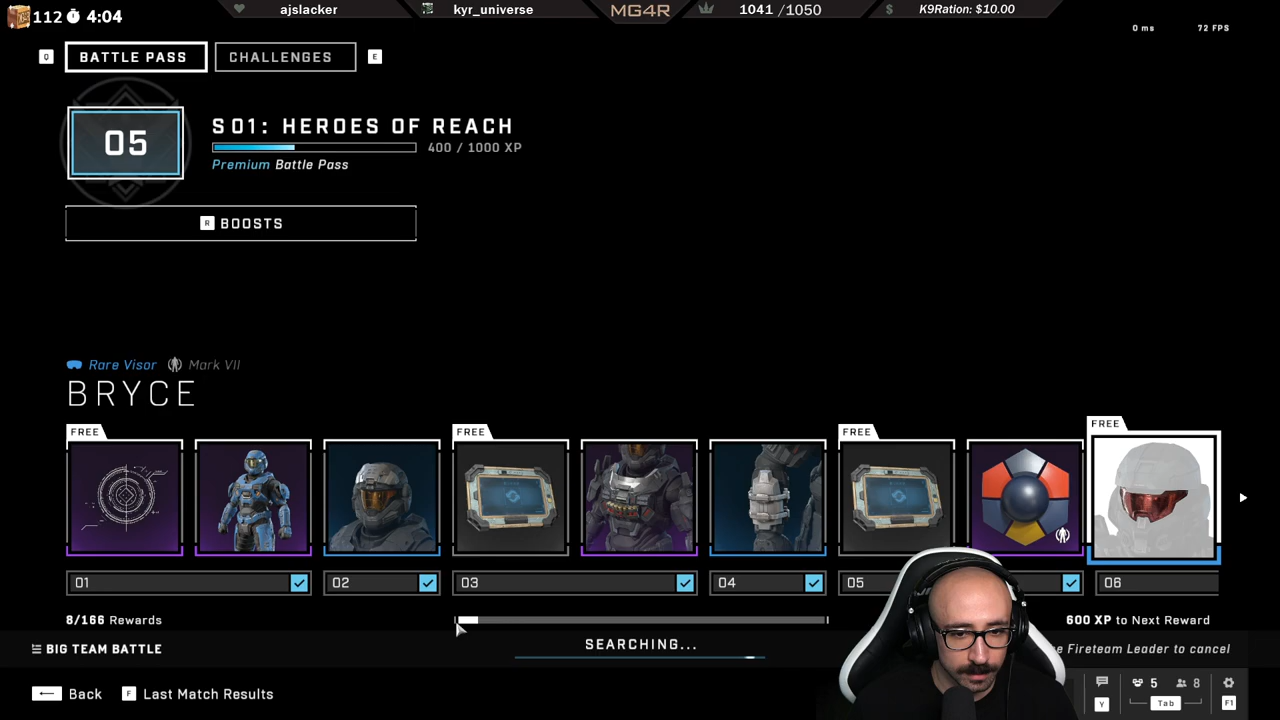 112 4:04
ajslacker
kyr_universe
MG4R
1041 /1050
$ K9Ration: $10.00
0 ms 72 FPS
Q BATTLE PASS CHALLENGES E
05
S01: HEROES OF REACH
400 / 1000 XP
Premium Battle Pass
R BOOSTS
Rare Visor Mark VII
BRYCE
FREE FREE FREE FREE
01 02 03 04 05 06
8/166 Rewards
600 XP to Next Reward
BIG TEAM BATTLE
SEARCHING...
Fireteam Leader to cancel
Back F Last Match Results
5 8
Y Tab F1